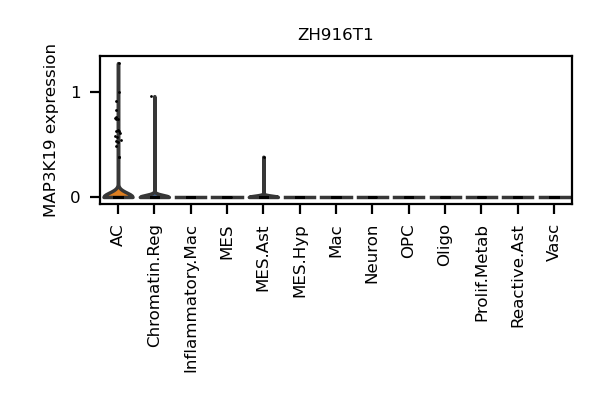 ZH916T1
MAP3K19 expression
1
0
AC
Chromatin.Reg
Inflammatory.Mac
MES
MES.Ast
MES.Hyp
Mac
Neuron
OPC
Oligo
Prolif.Metab
Reactive.Ast
Vasc